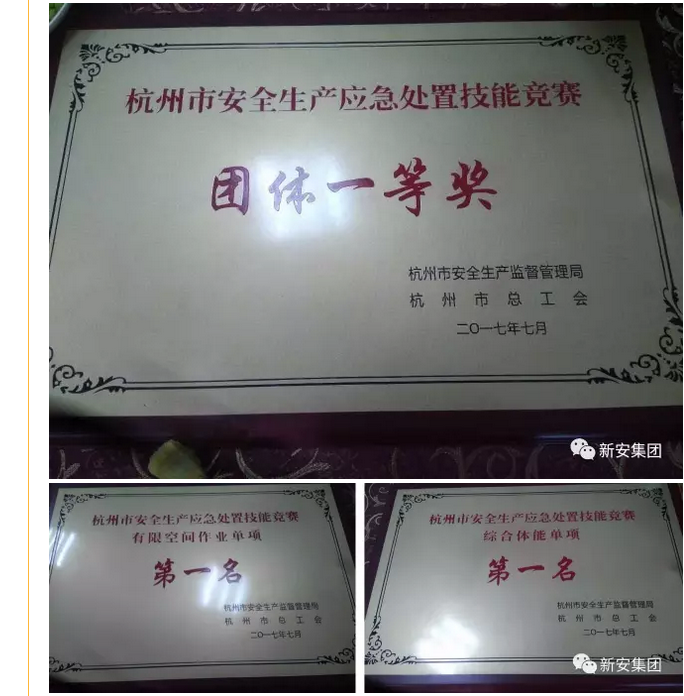 杭州市安全生产应急处置技能竞赛
团体一等奖
杭州市安全生产监督管理局
杭州市总工会
二〇一七年七月
新安集团
杭州市安全生产应急处置技能竞赛
有限空间作业单项
第一名
杭州市安全生产监督管理局
杭州市总工会
二〇一七年七月
杭州市安全生产应急处置技能竞赛
综合体能单项
第一名
杭州市安全生产监督管理局
杭州市总工会
二〇一七年七月
新安集团